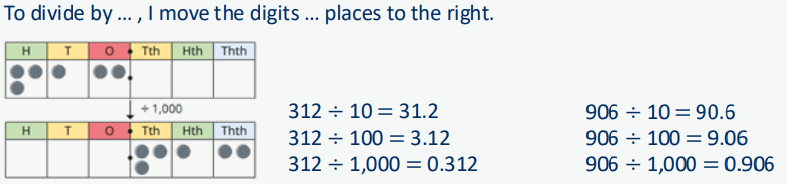 To divide by ... , I move the digits ... places to the right.
H T O Tth Hth Thth
÷ 1,000
H T O Tth Hth Thth
312 ÷ 10 = 31.2
312 ÷ 100 = 3.12
312 ÷ 1,000 = 0.312
906 ÷ 10 = 90.6
906 ÷ 100 = 9.06
906 ÷ 1,000 = 0.906